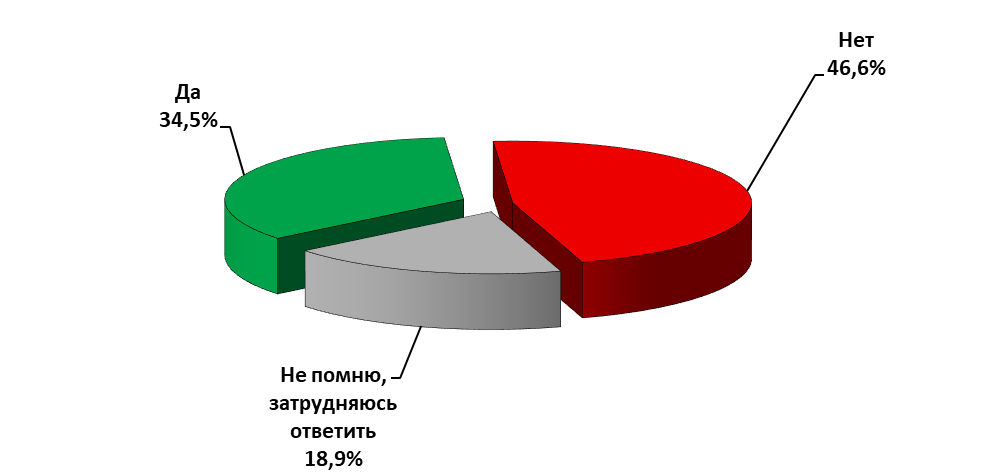 Нет
46,6%
Да
34,5%
Не помню,
затрудняюсь
ответить
18,9%